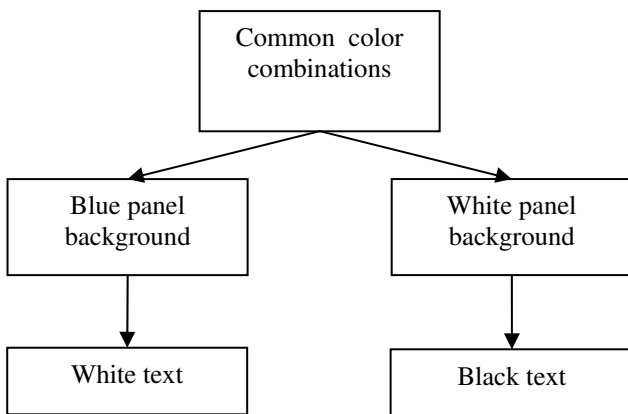 Common color
combinations
Blue panel
background
White panel
background
White text
Black text